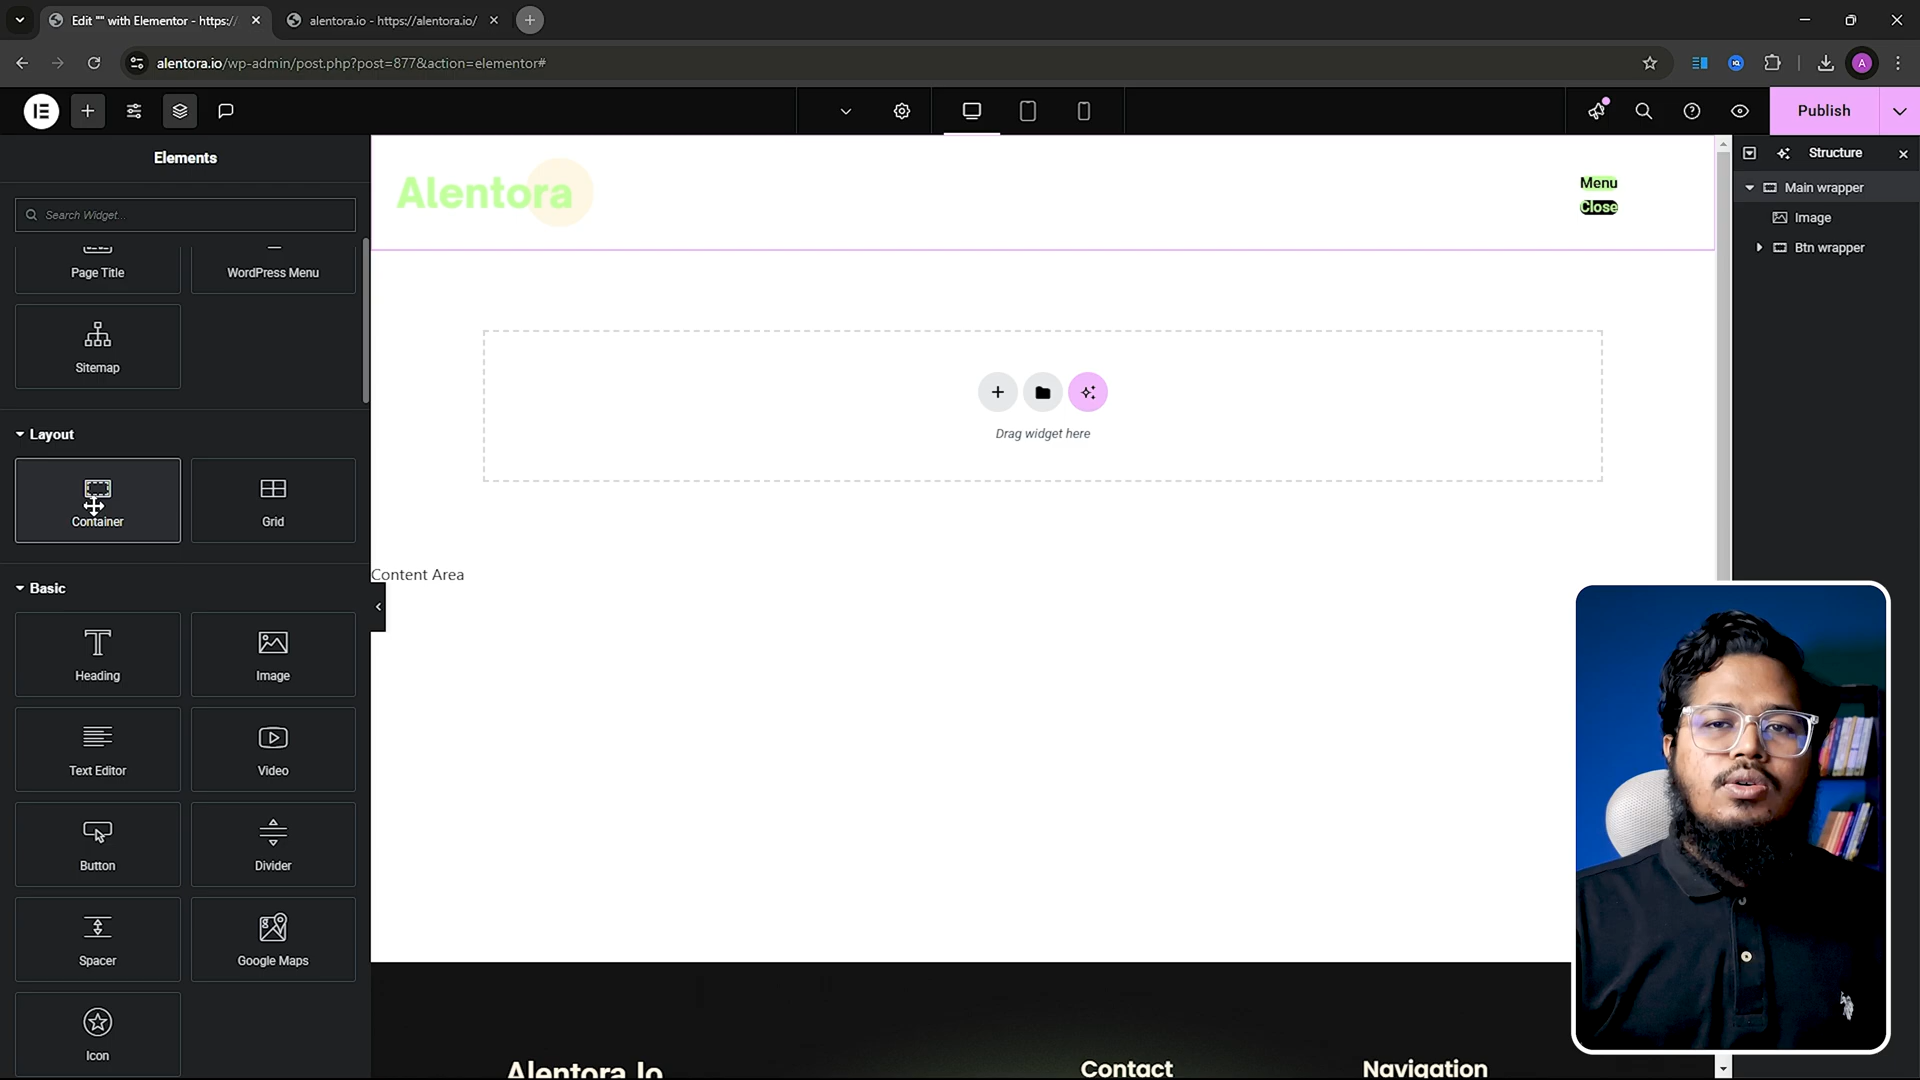 Edit "" with Elementor - https:/
alentora.io - https://alentora.io/
alentora.io/wp-admin/post.php?post=877&action=elementor#
A
Publish
Elements
Search Widget...
Page Title
WordPress Menu
Sitemap
Layout
Container
Grid
Basic
Heading
Image
Text Editor
Video
Button
Divider
Spacer
Google Maps
Icon
Alentora
Menu
Close
Drag widget here
Content Area
Alentora.Io
Contact
Navigation
Structure
Main wrapper
Image
Btn wrapper